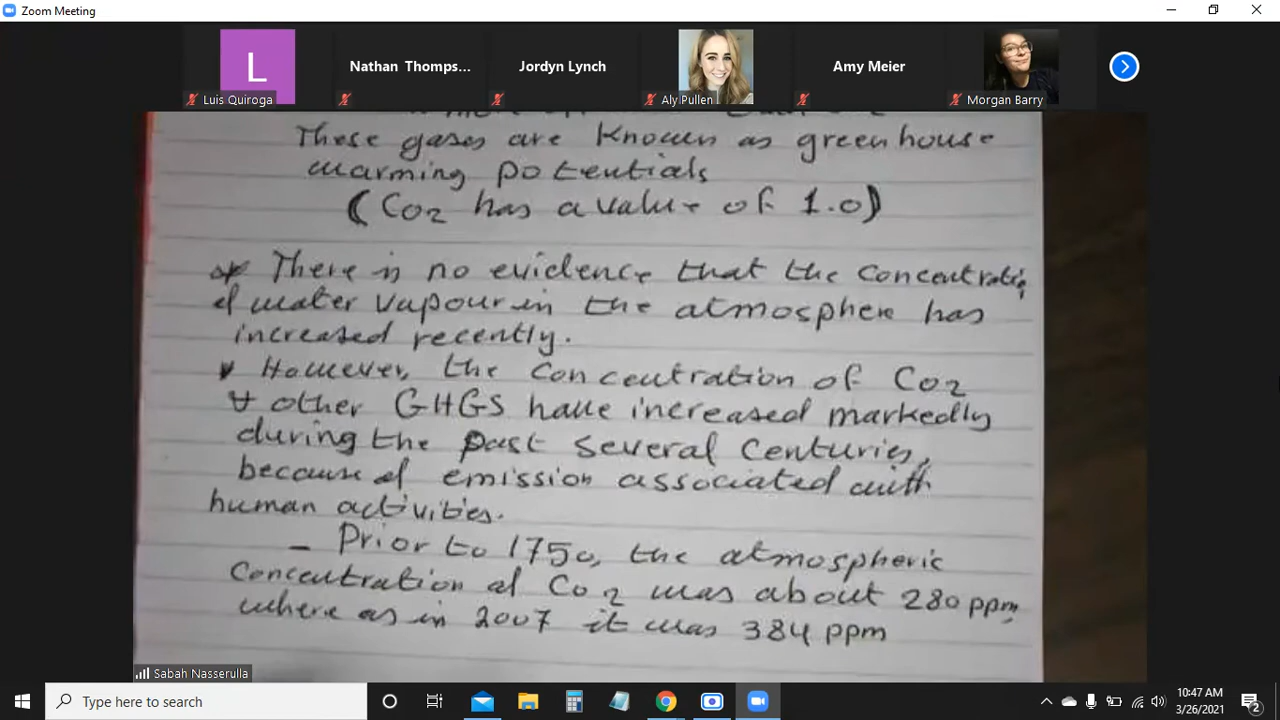 Zoom Meeting
L
Nathan Thomps...
Jordyn Lynch
Amy Meier
Luis Quiroga
Aly Pullen
Morgan Barry
These gases are Known as greenhouse
warming potentials
(CO2 has a value of 1.0)
* There is no evidence that the Concentration
of water vapour in the atmosphere has
increased recently.
However, the concentration of CO2
& other GHGS have increased markedly
during the past several Centuries,
because of emission associated with
human activities.
- Prior to 1750, the atmospheric
Concentration of CO2 was about 280 ppm
where as in 2007 it was 384 ppm
Sabah Nasserulla
Type here to search
10:47 AM
3/26/2021
2